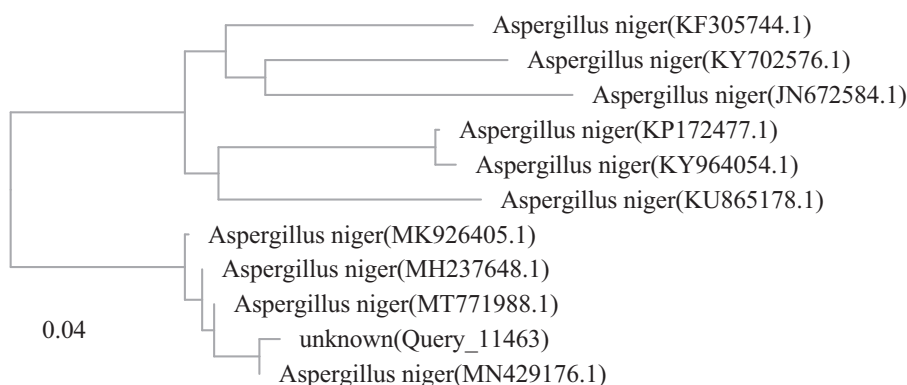 Aspergillus niger(KF305744.1)
Aspergillus niger(KY702576.1)
Aspergillus niger(JN672584.1)
Aspergillus niger(KP172477.1)
Aspergillus niger(KY964054.1)
Aspergillus niger(KU865178.1)
Aspergillus niger(MK926405.1)
Aspergillus niger(MH237648.1)
Aspergillus niger(MT771988.1)
0.04
unknown(Query_11463)
Aspergillus niger(MN429176.1)